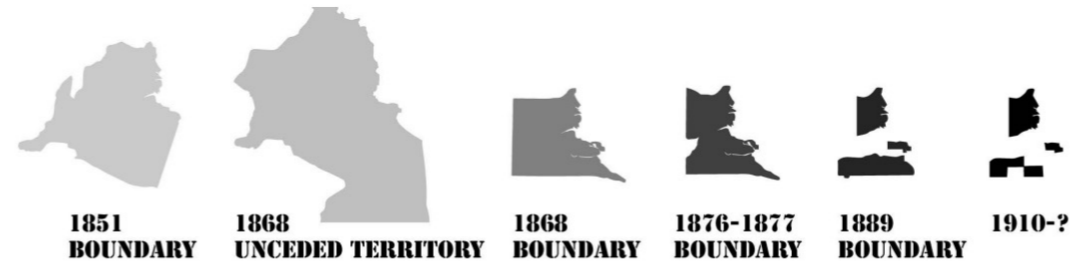 1851
BOUNDARY
1868
UNCEDED TERRITORY
1868
BOUNDARY
1876-1877
BOUNDARY
1889
BOUNDARY
1910-?